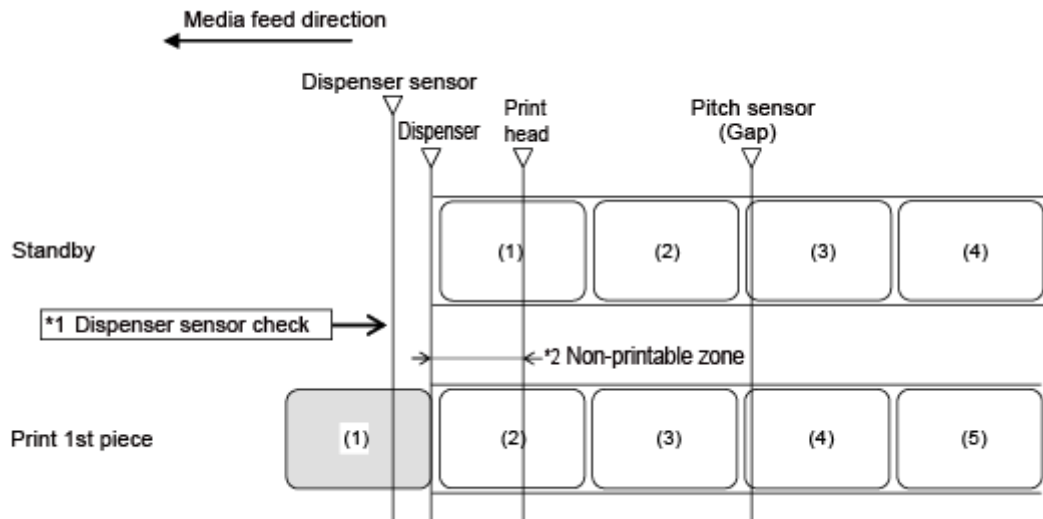 Media feed direction
Dispenser sensor
Dispenser
Print
head
Pitch sensor
(Gap)
Standby
(1)
(2)
(3)
(4)
*1 Dispenser sensor check
*2 Non-printable zone
Print 1st piece
(1)
(2)
(3)
(4)
(5)